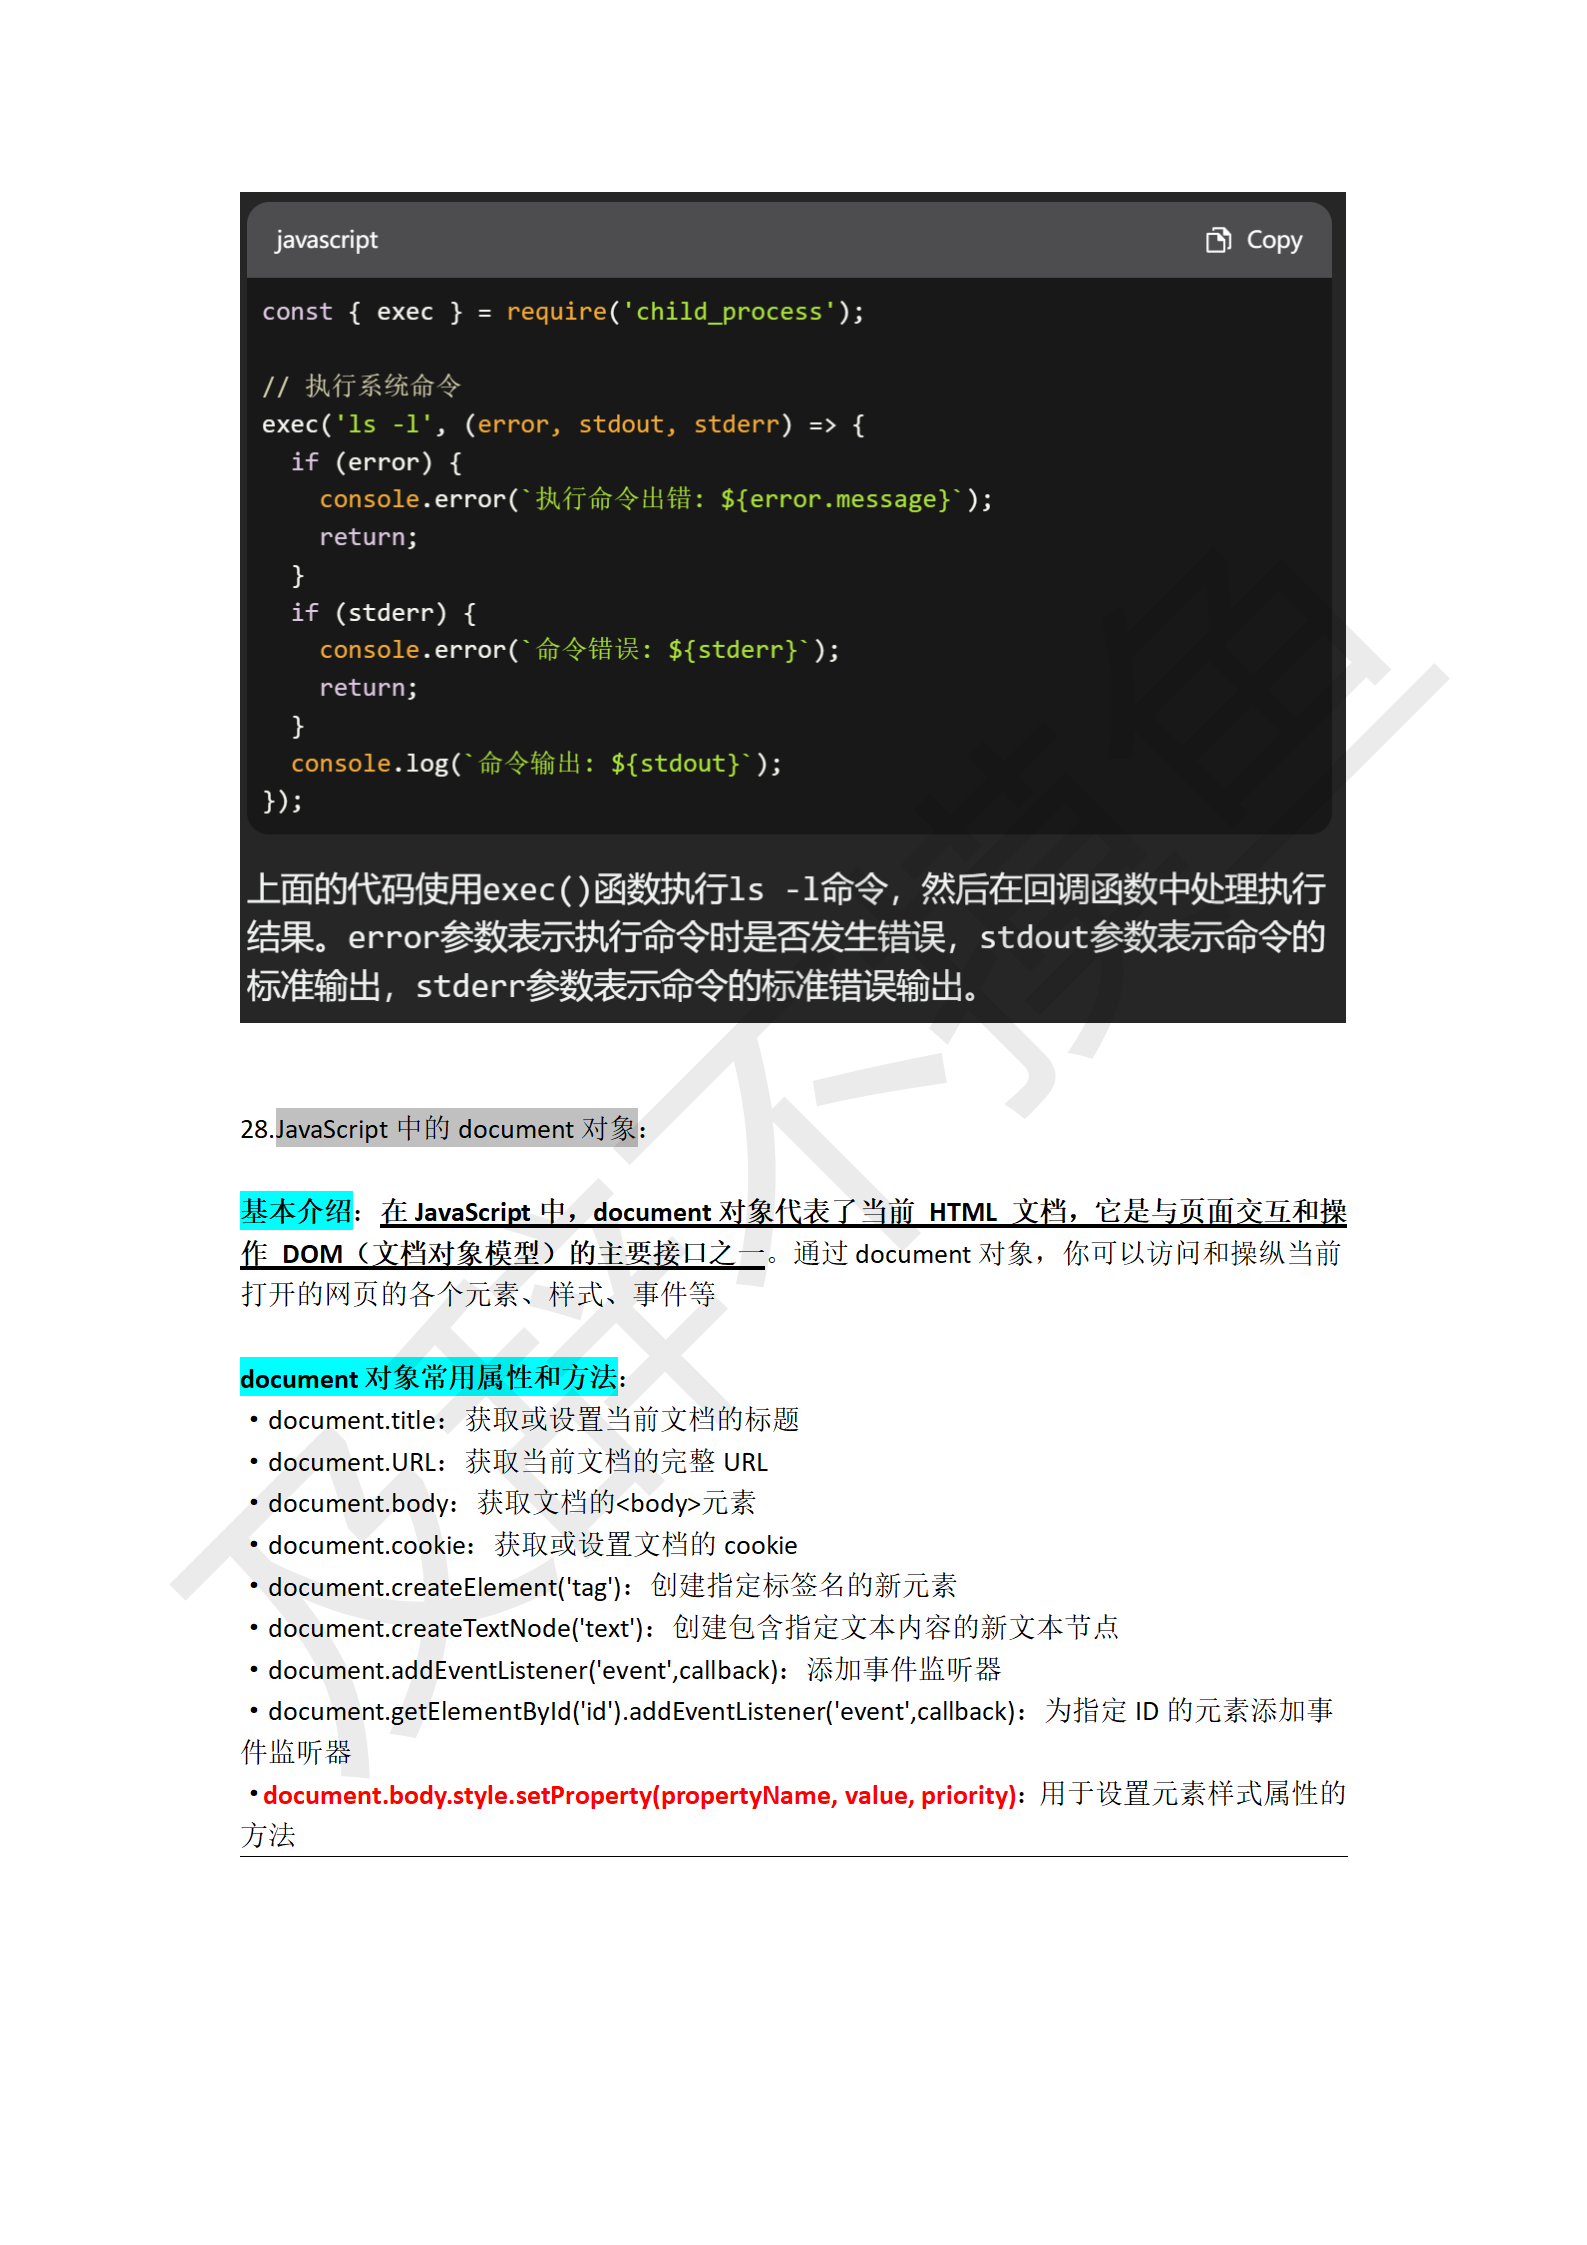 javascript
Copy
const { exec } = require('child_process');
// 执行系统命令
exec('ls -l', (error, stdout, stderr) => {
  if (error) {
    console.error(`执行命令出错: ${error.message}`);
    return;
  }
  if (stderr) {
    console.error(`命令错误: ${stderr}`);
    return;
  }
  console.log(`命令输出: ${stdout}`);
});
上面的代码使用exec()函数执行ls -l命令，然后在回调函数中处理执行
结果。error参数表示执行命令时是否发生错误，stdout参数表示命令的
标准输出，stderr参数表示命令的标准错误输出。
28.JavaScript 中的 document 对象：
基本介绍：在 JavaScript 中，document 对象代表了当前 HTML 文档，它是与页面交互和操
作 DOM（文档对象模型）的主要接口之一。通过 document 对象，你可以访问和操纵当前
打开的网页的各个元素、样式、事件等
document 对象常用属性和方法：
·document.title：获取或设置当前文档的标题
·document.URL：获取当前文档的完整 URL
·document.body：获取文档的<body>元素
·document.cookie：获取或设置文档的 cookie
·document.createElement('tag')：创建指定标签名的新元素
·document.createTextNode('text')：创建包含指定文本内容的新文本节点
·document.addEventListener('event',callback)：添加事件监听器
·document.getElementById('id').addEventListener('event',callback)：为指定 ID 的元素添加事
件监听器
·document.body.style.setProperty(propertyName, value, priority)：用于设置元素样式属性的
方法
及辞不摸鱼